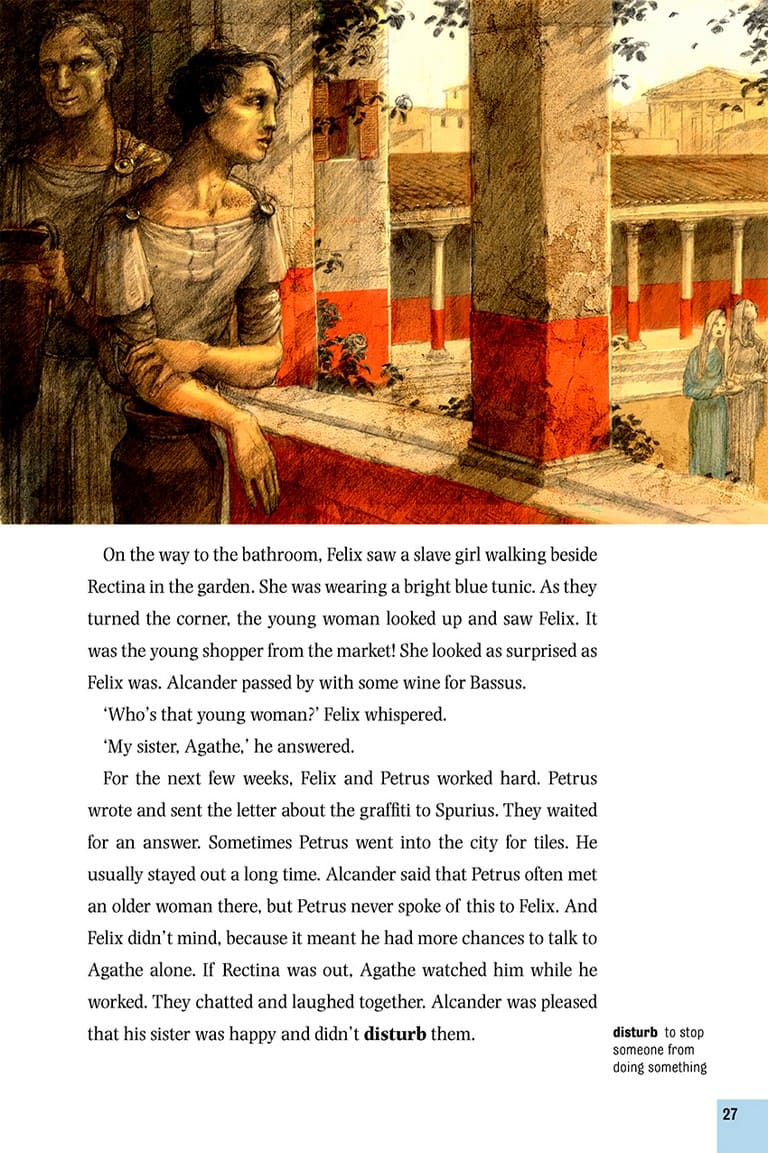 On the way to the bathroom, Felix saw a slave girl walking beside
Rectina in the garden. She was wearing a bright blue tunic. As they
turned the corner, the young woman looked up and saw Felix. It
was the young shopper from the market! She looked as surprised as
Felix was. Alcander passed by with some wine for Bassus.
‘Who’s that young woman?’ Felix whispered.
‘My sister, Agathe,’ he answered.
For the next few weeks, Felix and Petrus worked hard. Petrus
wrote and sent the letter about the graffiti to Spurius. They waited
for an answer. Sometimes Petrus went into the city for tiles. He
usually stayed out a long time. Alcander said that Petrus often met
an older woman there, but Petrus never spoke of this to Felix. And
Felix didn’t mind, because it meant he had more chances to talk to
Agathe alone. If Rectina was out, Agathe watched him while he
worked. They chatted and laughed together. Alcander was pleased
that his sister was happy and didn’t disturb them.
disturb to stop
someone from
doing something
27